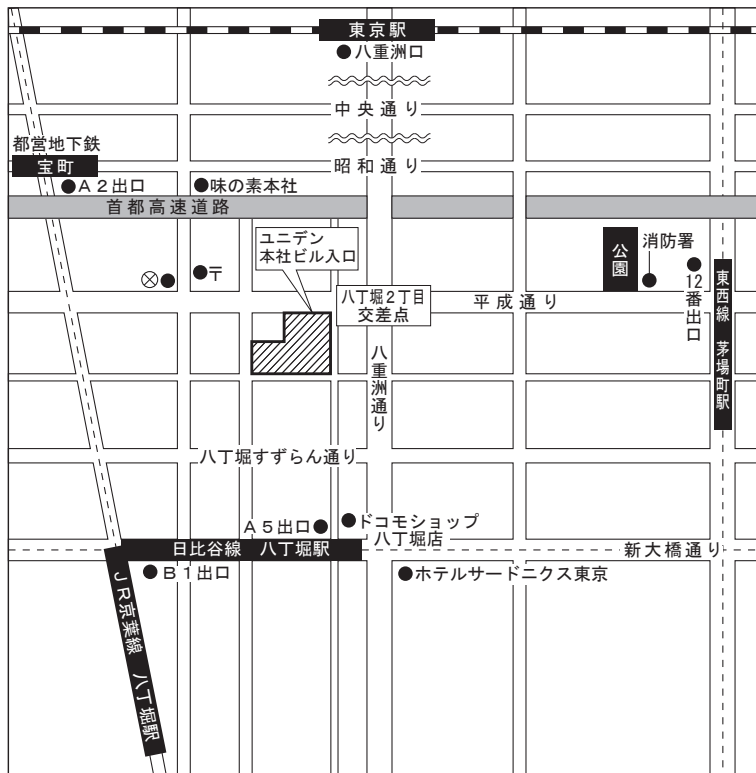 東京駅
八重洲口
中央通り
都営地下鉄
宝町
昭和通り
A2出口
味の素本社
首都高速道路
ユニデン
本社ビル入口
公園
消防署
〒
12番出口
八丁堀2丁目
交差点
平成通り
東西線 茅場町駅
八重洲通り
八丁堀すずらん通り
A5出口
ドコモショップ
八丁堀店
日比谷線 八丁堀駅
新大橋通り
B1出口
ホテルサードニクス東京
JR京葉線 八丁堀駅